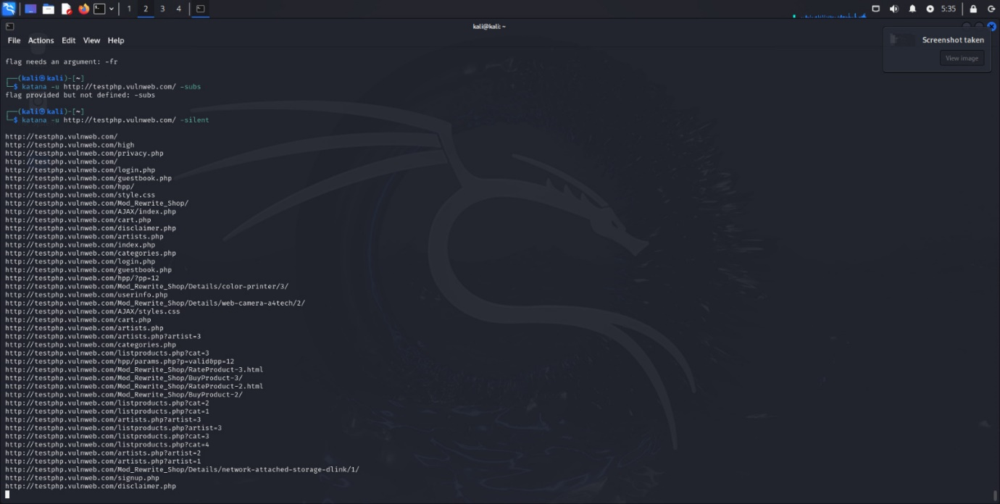 1 2 3 4
5:35
kali@kali: ~
File Actions Edit View Help
Screenshot taken
View image
flag needs an argument: -fr
┌──(kali㉿kali)-[~]
└─$ katana -u http://testphp.vulnweb.com/ -subs
flag provided but not defined: -subs
┌──(kali㉿kali)-[~]
└─$ katana -u http://testphp.vulnweb.com/ -silent
http://testphp.vulnweb.com/
http://testphp.vulnweb.com/high
http://testphp.vulnweb.com/privacy.php
http://testphp.vulnweb.com/
http://testphp.vulnweb.com/login.php
http://testphp.vulnweb.com/guestbook.php
http://testphp.vulnweb.com/hpp/
http://testphp.vulnweb.com/style.css
http://testphp.vulnweb.com/Mod_Rewrite_Shop/
http://testphp.vulnweb.com/AJAX/index.php
http://testphp.vulnweb.com/cart.php
http://testphp.vulnweb.com/disclaimer.php
http://testphp.vulnweb.com/artists.php
http://testphp.vulnweb.com/index.php
http://testphp.vulnweb.com/categories.php
http://testphp.vulnweb.com/login.php
http://testphp.vulnweb.com/guestbook.php
http://testphp.vulnweb.com/hpp/?pp=12
http://testphp.vulnweb.com/Mod_Rewrite_Shop/Details/color-printer/3/
http://testphp.vulnweb.com/userinfo.php
http://testphp.vulnweb.com/Mod_Rewrite_Shop/Details/web-camera-a4tech/2/
http://testphp.vulnweb.com/AJAX/styles.css
http://testphp.vulnweb.com/cart.php
http://testphp.vulnweb.com/artists.php
http://testphp.vulnweb.com/artists.php?artist=3
http://testphp.vulnweb.com/categories.php
http://testphp.vulnweb.com/listproducts.php?cat=3
http://testphp.vulnweb.com/hpp/params.php?p=valid&pp=12
http://testphp.vulnweb.com/Mod_Rewrite_Shop/RateProduct-3.html
http://testphp.vulnweb.com/Mod_Rewrite_Shop/BuyProduct-3/
http://testphp.vulnweb.com/Mod_Rewrite_Shop/RateProduct-2.html
http://testphp.vulnweb.com/Mod_Rewrite_Shop/BuyProduct-2/
http://testphp.vulnweb.com/listproducts.php?cat=2
http://testphp.vulnweb.com/listproducts.php?cat=1
http://testphp.vulnweb.com/artists.php?artist=3
http://testphp.vulnweb.com/listproducts.php?artist=3
http://testphp.vulnweb.com/listproducts.php?cat=3
http://testphp.vulnweb.com/listproducts.php?cat=4
http://testphp.vulnweb.com/artists.php?artist=2
http://testphp.vulnweb.com/artists.php?artist=1
http://testphp.vulnweb.com/Mod_Rewrite_Shop/Details/network-attached-storage-dlink/1/
http://testphp.vulnweb.com/signup.php
http://testphp.vulnweb.com/disclaimer.php